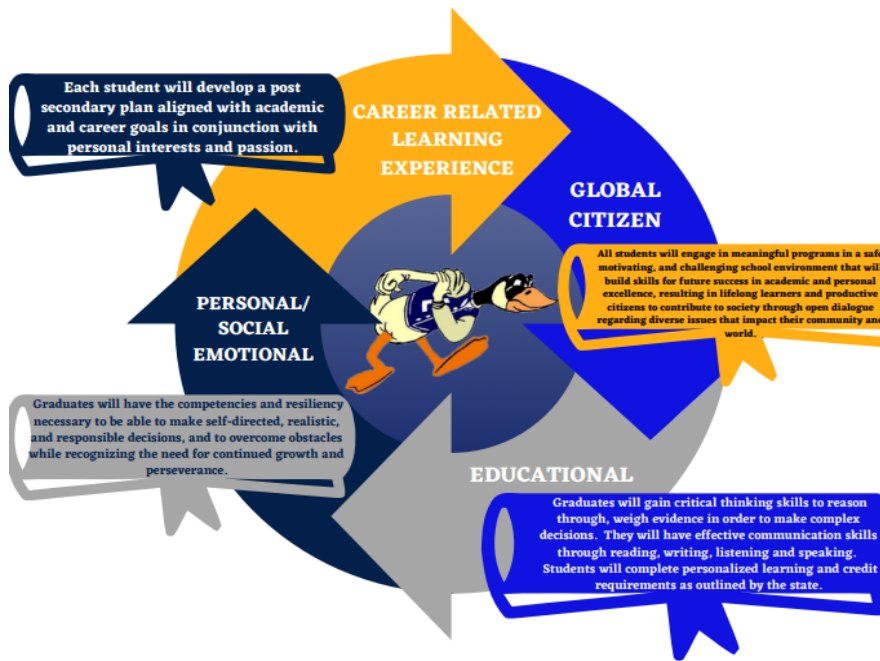 Each student will develop a post
secondary plan aligned with academic
and career goals in conjunction with
personal interests and passion.
CAREER RELATED
LEARNING
EXPERIENCE
GLOBAL
CITIZEN
All students will engage in meaningful programs in a safe
motivating, and challenging school environment that will
build skills for future success in academic and personal
excellence, resulting in lifelong learners and productive
citizens to contribute to society through open dialogue
regarding diverse issues that impact their community and
world.
PERSONAL/
SOCIAL
EMOTIONAL
Graduates will have the competencies and resiliency
necessary to be able to make self-directed, realistic,
and responsible decisions, and to overcome obstacles
while recognizing the need for continued growth and
perseverance.
EDUCATIONAL
Graduates will gain critical thinking skills to reason
through, weigh evidence in order to make complex
decisions. They will have effective communication skills
through reading, writing, listening and speaking.
Students will complete personalized learning and credit
requirements as outlined by the state.